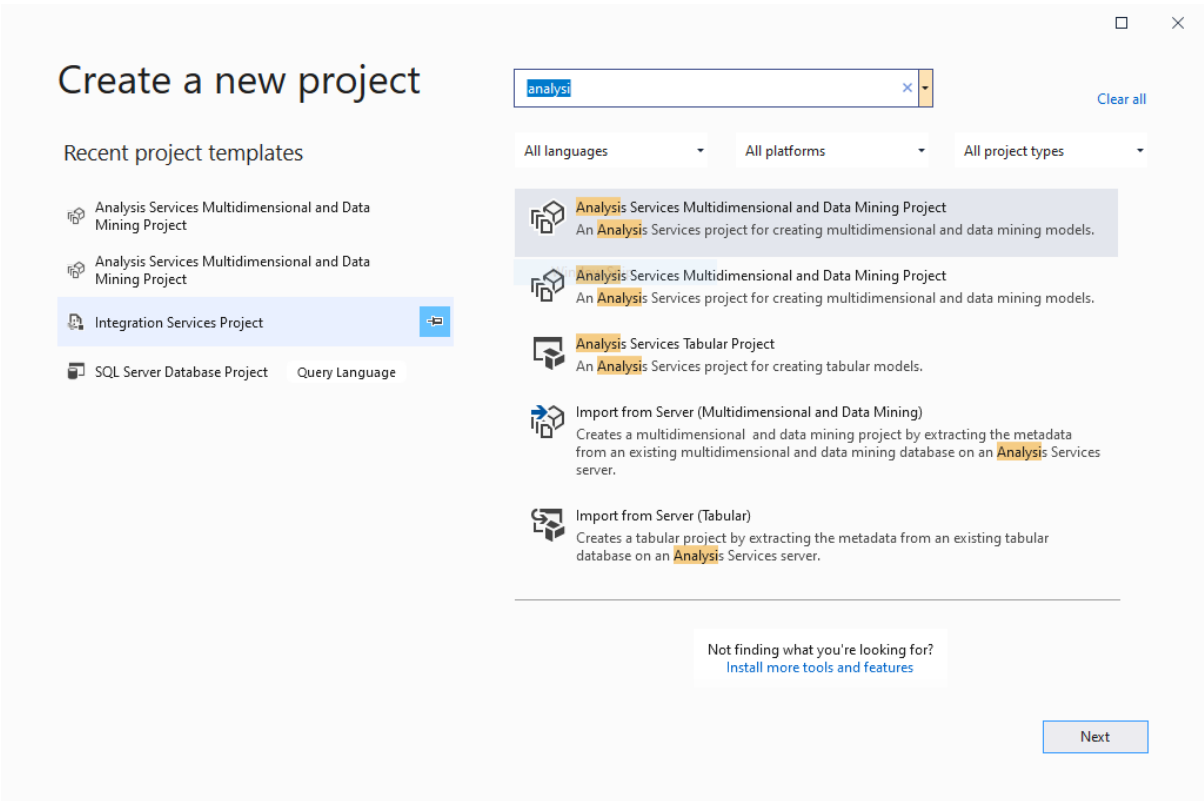 Create a new project
analysi
Clear all
Recent project templates
All languages
All platforms
All project types
Analysis Services Multidimensional and Data
Mining Project
Analysis Services Multidimensional and Data
Mining Project
Integration Services Project
SQL Server Database Project
Query Language
Analysis Services Multidimensional and Data Mining Project
An Analysis Services project for creating multidimensional and data mining models.
Analysis Services Multidimensional and Data Mining Project
An Analysis Services project for creating multidimensional and data mining models.
Analysis Services Tabular Project
An Analysis Services project for creating tabular models.
Import from Server (Multidimensional and Data Mining)
Creates a multidimensional and data mining project by extracting the metadata
from an existing multidimensional and data mining database on an Analysis Services
server.
Import from Server (Tabular)
Creates a tabular project by extracting the metadata from an existing tabular
database on an Analysis Services server.
Not finding what you're looking for?
Install more tools and features
Next